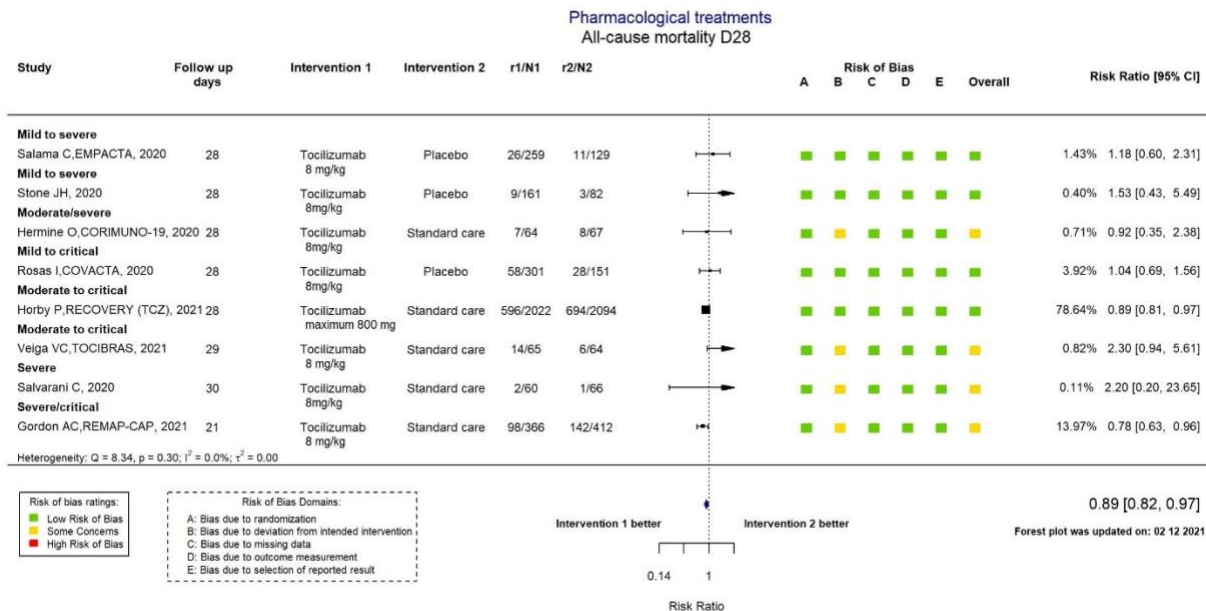 Pharmacological treatments
All-cause mortality D28
Study Follow up days Intervention 1 Intervention 2 r1/N1 r2/N2 Risk of Bias Risk Ratio [95% CI]
A B C D E Overall
Mild to severe
Salama C,EMPACTA, 2020 28 Tocilizumab 8 mg/kg Placebo 26/259 11/129 1.43% 1.18 [0.60, 2.31]
Mild to severe
Stone JH, 2020 28 Tocilizumab 8mg/kg Placebo 9/161 3/82 0.40% 1.53 [0.43, 5.49]
Moderate/severe
Hermine O,CORIMUNO-19, 2020 28 Tocilizumab 8mg/kg Standard care 7/64 8/67 0.71% 0.92 [0.35, 2.38]
Mild to critical
Rosas I,COVACTA, 2020 28 Tocilizumab 8mg/kg Placebo 58/301 28/151 3.92% 1.04 [0.69, 1.56]
Moderate to critical
Horby P,RECOVERY (TCZ), 2021 28 Tocilizumab maximum 800 mg Standard care 596/2022 694/2094 78.64% 0.89 [0.81, 0.97]
Moderate to critical
Veiga VC,TOCIBRAS, 2021 29 Tocilizumab 8 mg/kg Standard care 14/65 6/64 0.82% 2.30 [0.94, 5.61]
Severe
Salvarani C, 2020 30 Tocilizumab 8mg/kg Standard care 2/60 1/66 0.11% 2.20 [0.20, 23.65]
Severe/critical
Gordon AC,REMAP-CAP, 2021 21 Tocilizumab 8 mg/kg Standard care 98/366 142/412 13.97% 0.78 [0.63, 0.96]
Heterogeneity: Q = 8.34, p = 0.30; I² = 0.0%; τ² = 0.00
0.89 [0.82, 0.97]
Risk of bias ratings:
Low Risk of Bias
Some Concerns
High Risk of Bias
Risk of Bias Domains:
A: Bias due to randomization
B: Bias due to deviation from intended intervention
C: Bias due to missing data
D: Bias due to outcome measurement
E: Bias due to selection of reported result
Intervention 1 better Intervention 2 better
Forest plot was updated on: 02 12 2021
0.14 1
Risk Ratio